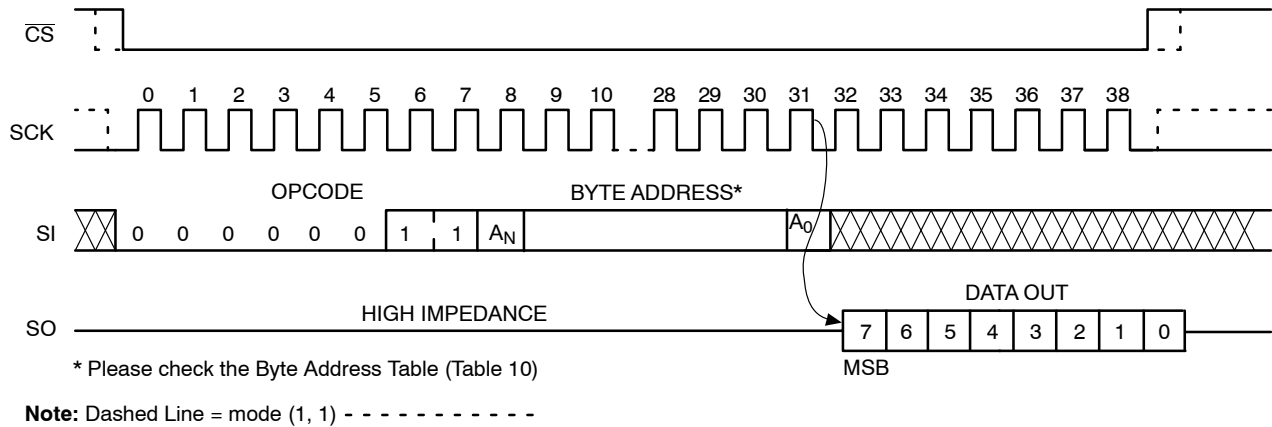 CS
0 1 2 3 4 5 6 7 8 9 10 28 29 30 31 32 33 34 35 36 37 38
SCK
OPCODE BYTE ADDRESS*
SI 0 0 0 0 0 0 1 1 AN A0
DATA OUT
HIGH IMPEDANCE
SO 7 6 5 4 3 2 1 0
* Please check the Byte Address Table (Table 10) MSB
Note: Dashed Line = mode (1, 1) - - - - - - - - - - - -